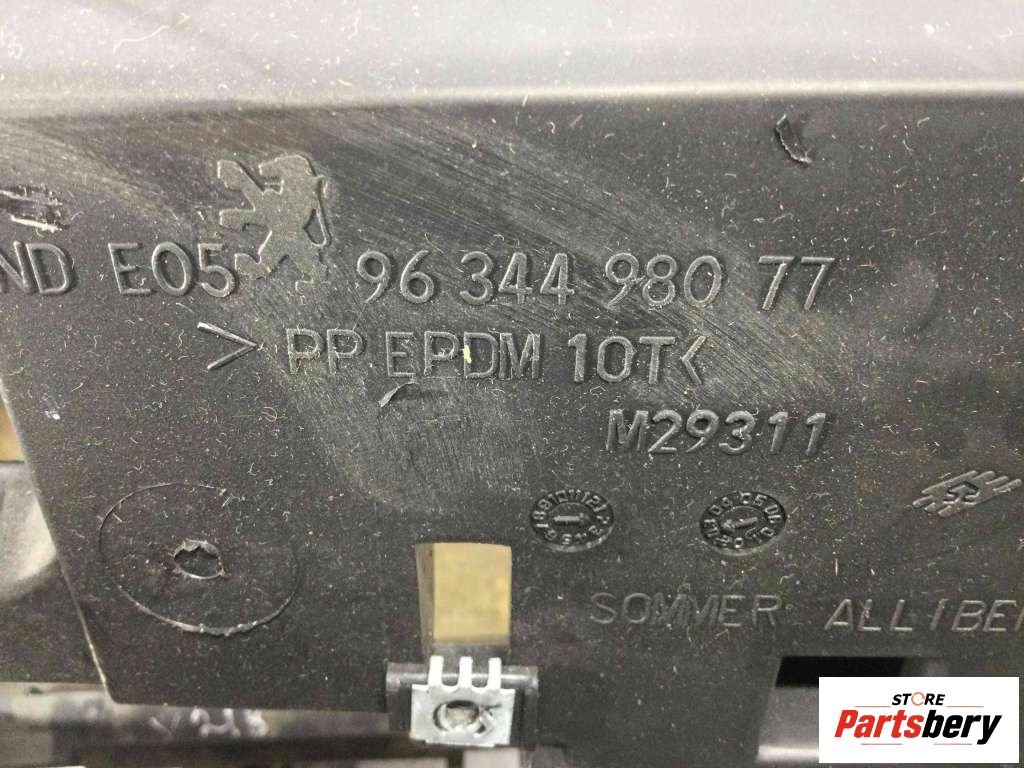 ND E05 96 344 980 77
> PP EPDM 10T<
M29311
SOMMER ALLIBE
STORE
Partsbery